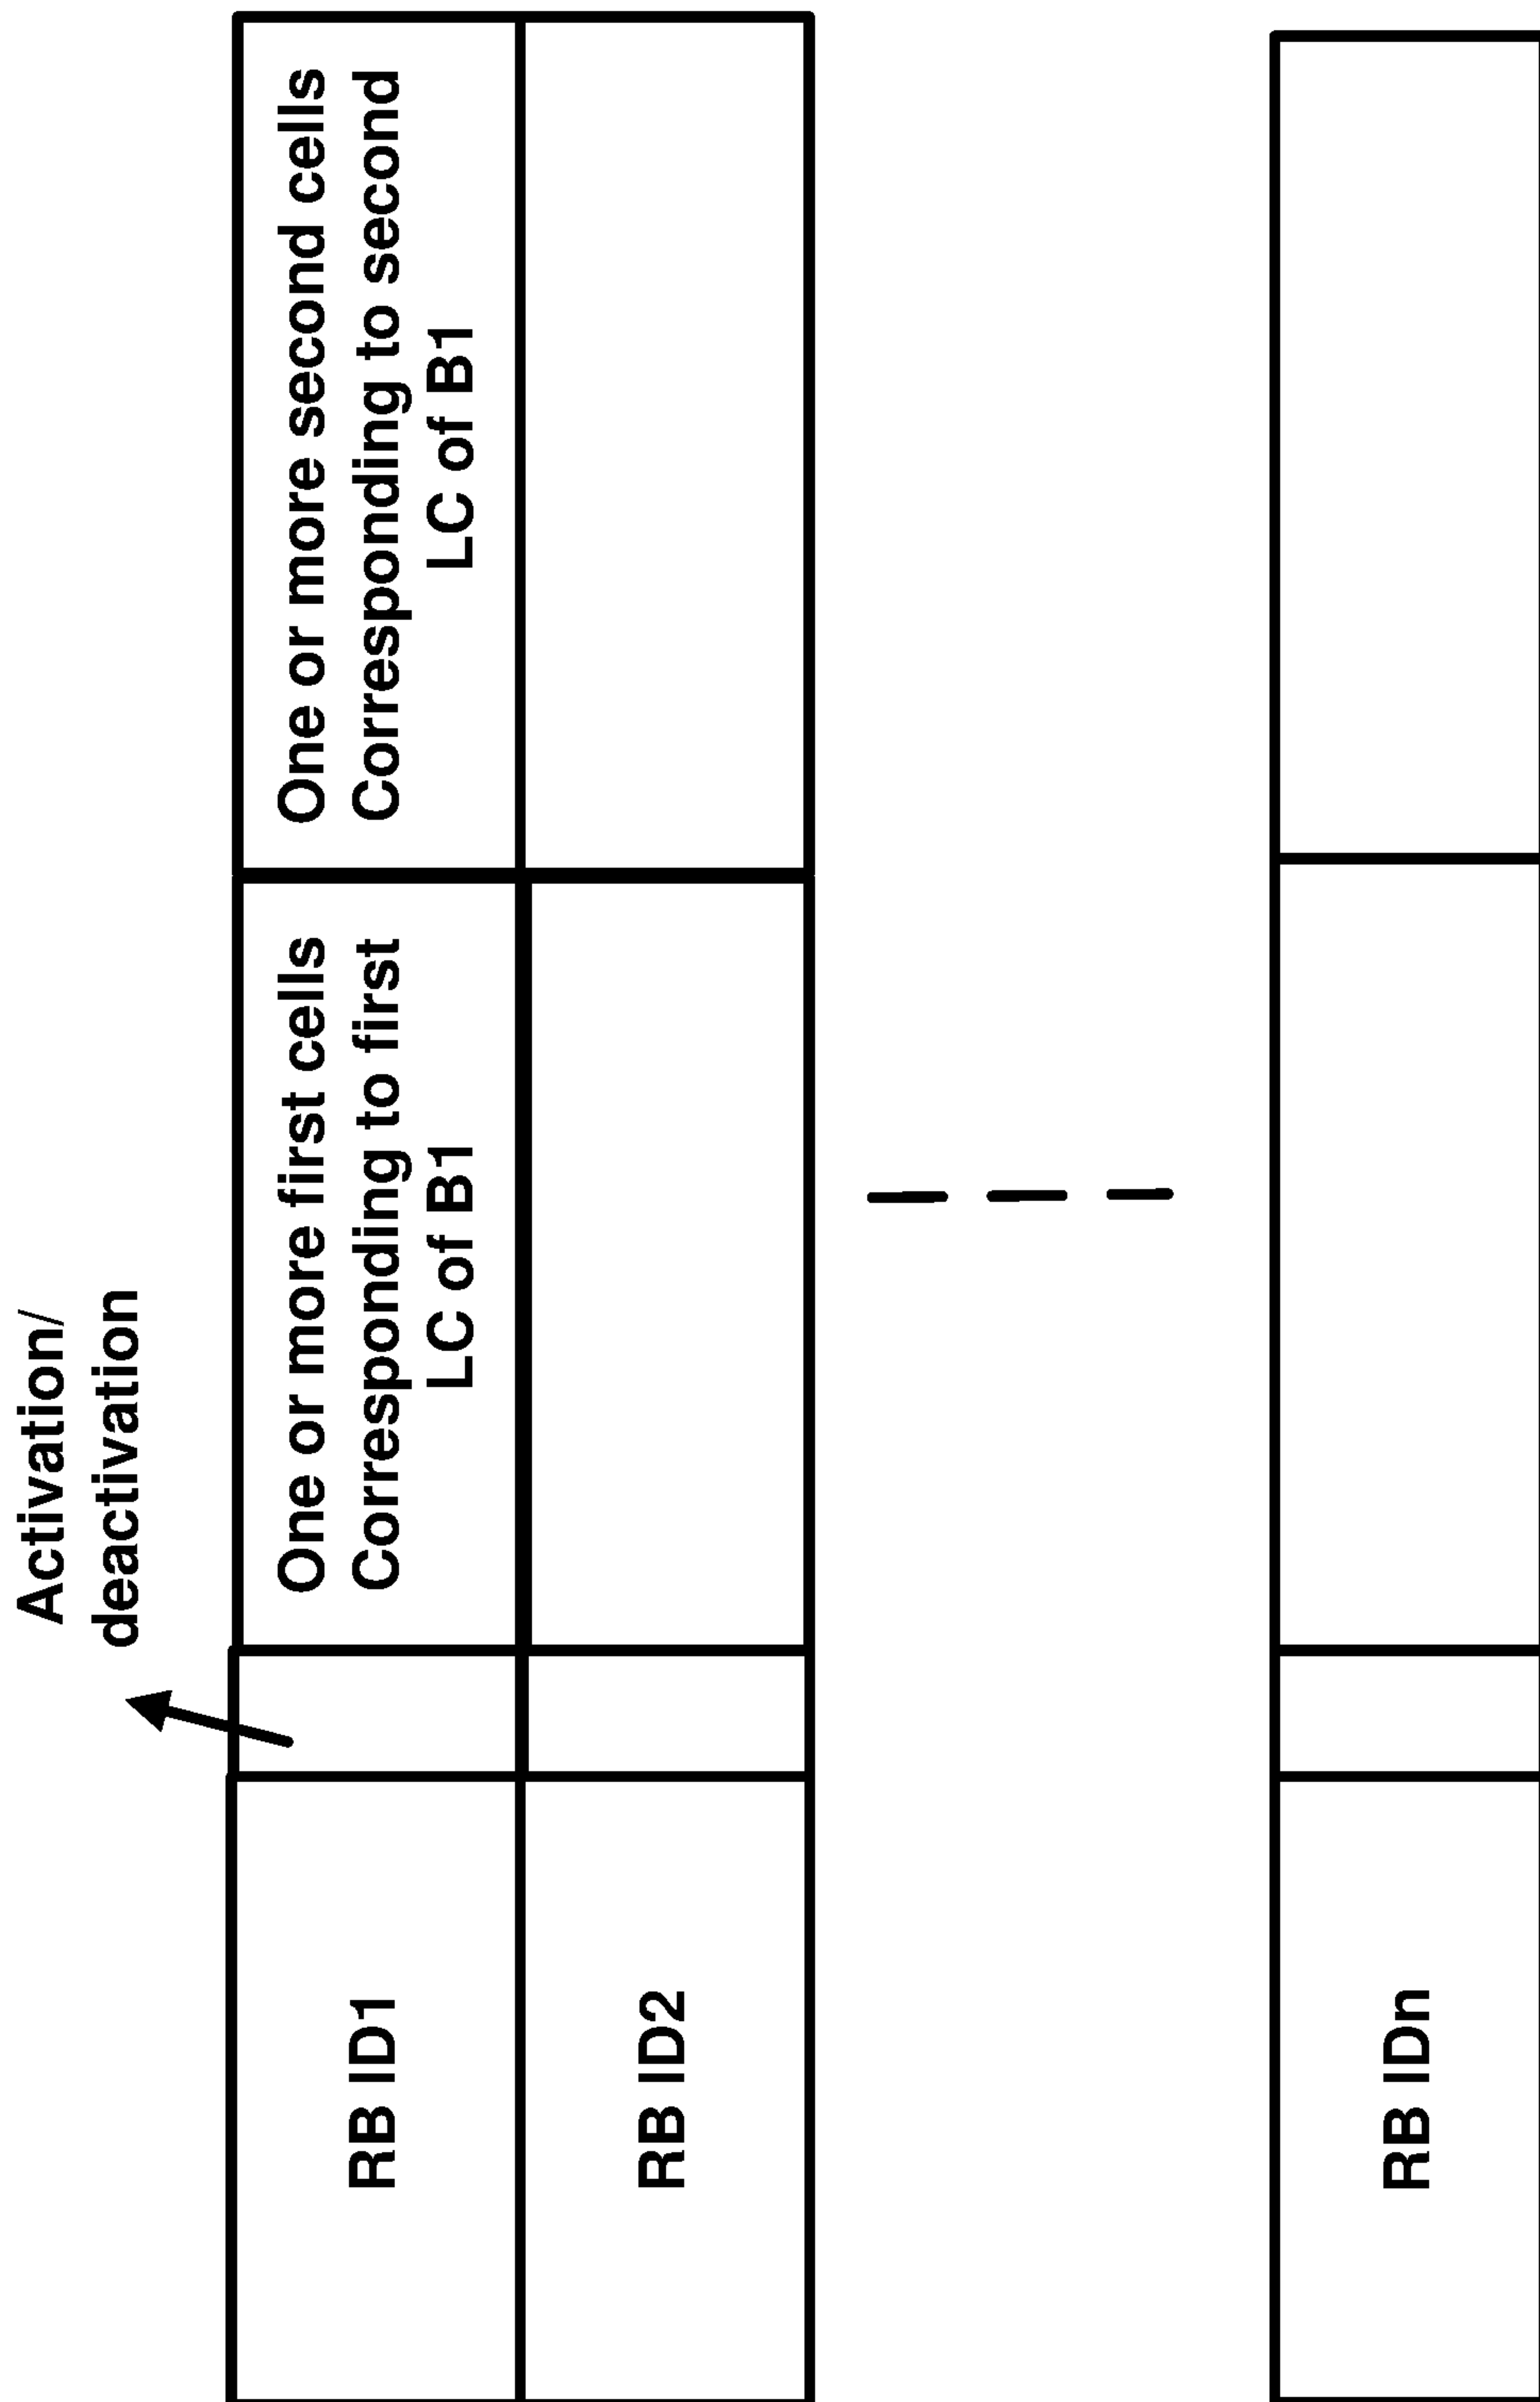 Activation/
deactivation
RB ID1
One or more first cells
Corresponding to first
LC of B1
One or more second cells
Corresponding to second
LC of B1
RB ID2
RB IDn